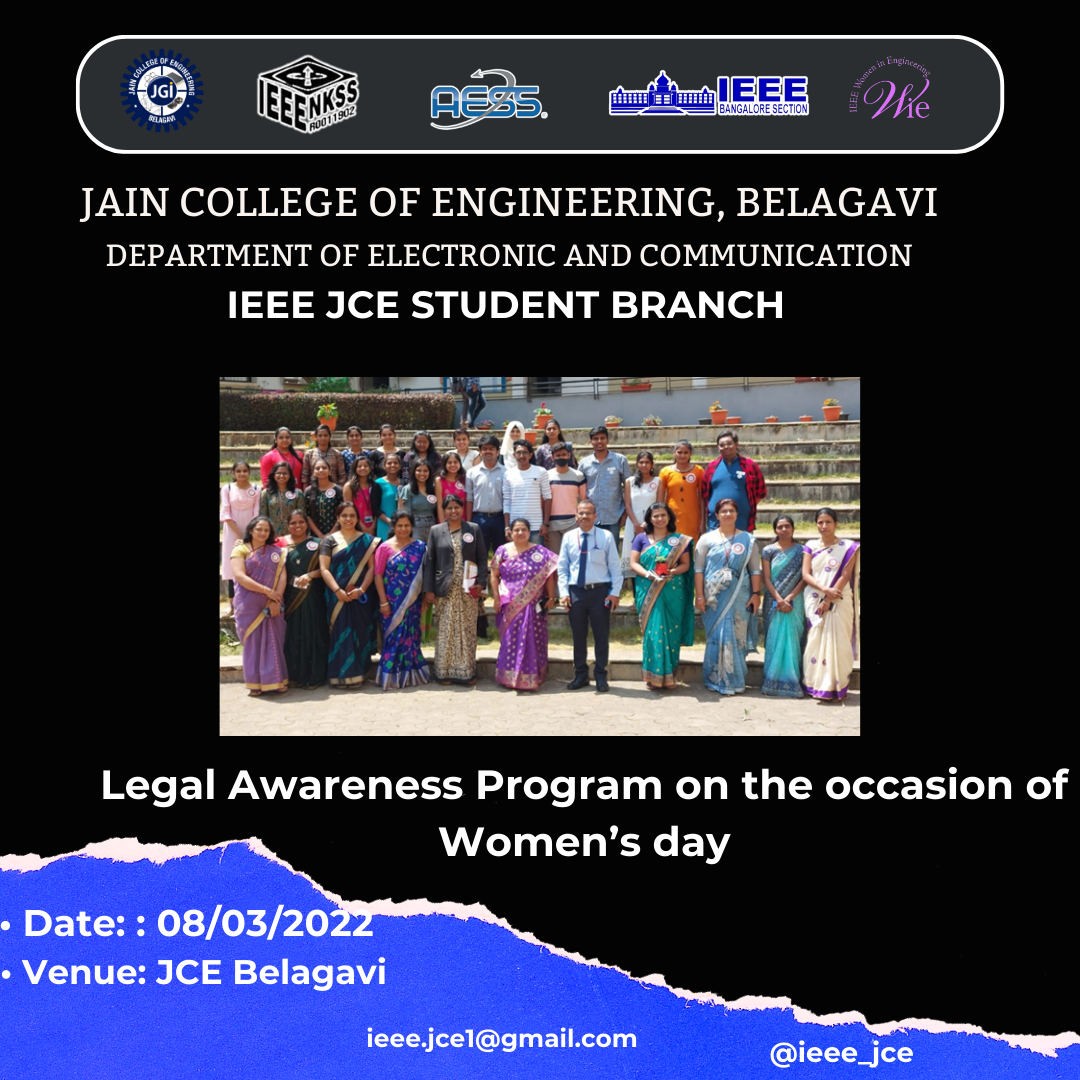 JAIN COLLEGE OF ENGINEERING
JGi
BELAGAVI
IEEENKSS
R0011902
AESS
IEEE
BANGALORE SECTION
IEEE Women in Engineering
Wie
JAIN COLLEGE OF ENGINEERING, BELAGAVI
DEPARTMENT OF ELECTRONIC AND COMMUNICATION
IEEE JCE STUDENT BRANCH
Legal Awareness Program on the occasion of
Women’s day
• Date: : 08/03/2022
• Venue: JCE Belagavi
ieee.jce1@gmail.com
@ieee_jce